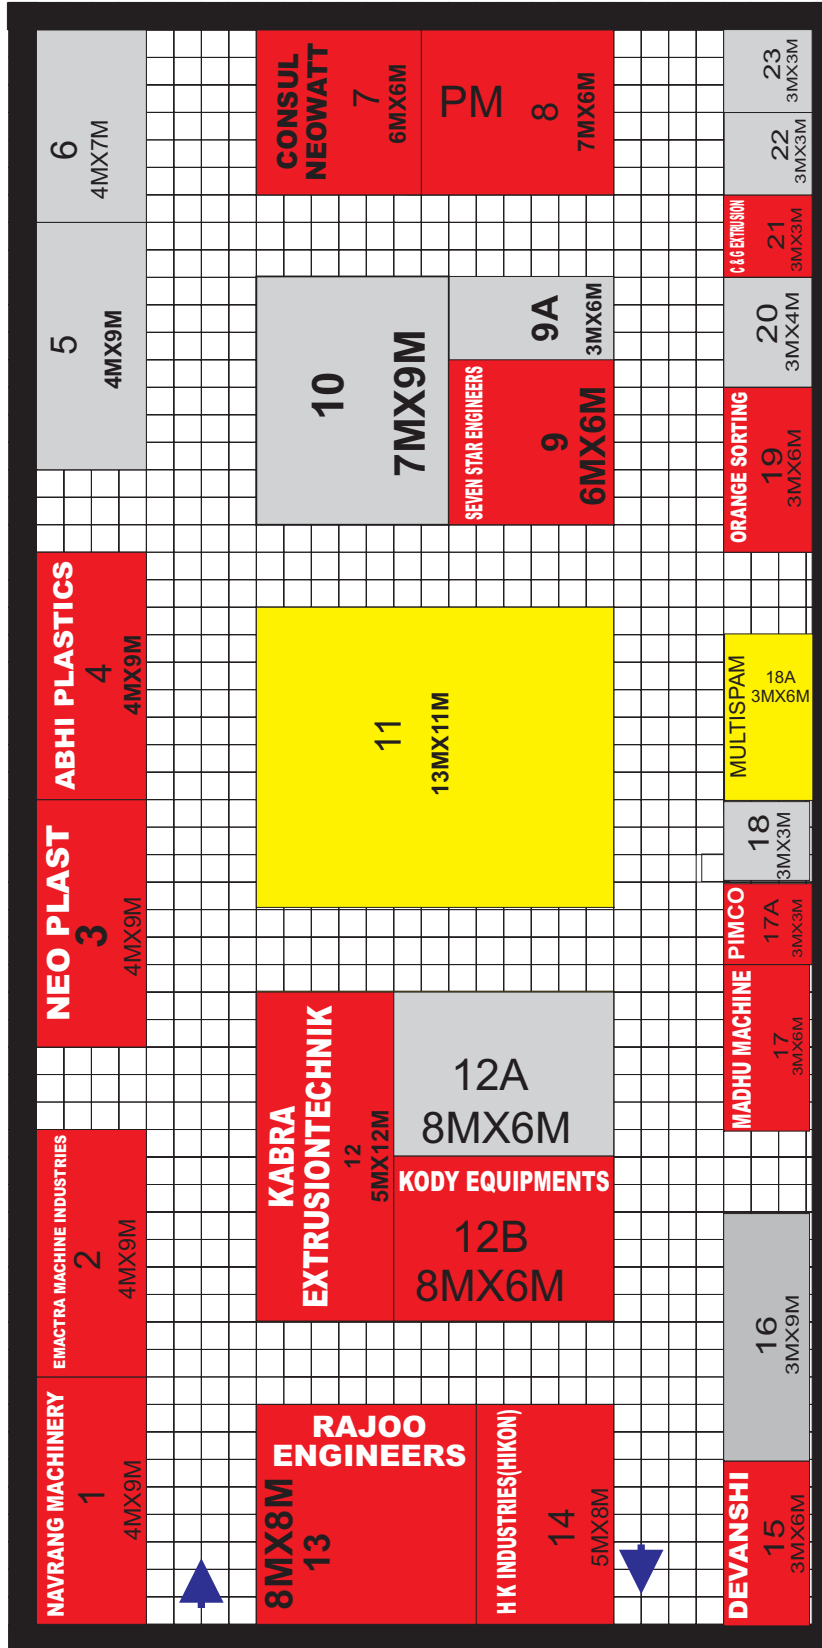 6
4MX7M
5
4MX9M
ABHI PLASTICS
4
4MX9M
NEO PLAST
3
4MX9M
EMACTRA MACHINE INDUSTRIES
2
4MX9M
NAVRANG MACHINERY
1
4MX9M
CONSUL
NEOWATT
7
6MX6M
PM
8
7MX6M
10
7MX9M
9A
3MX6M
SEVEN STAR ENGINEERS
9
6MX6M
11
13MX11M
KABRA
EXTRUSIONTECHNIK
12
5MX12M
12A
8MX6M
KODY EQUIPMENTS
12B
8MX6M
RAJOO
ENGINEERS
8MX8M
13
H K INDUSTRIES(HIKON)
14
5MX8M
23
3MX3M
22
3MX3M
C&G EXTRUSION
21
3MX3M
20
3MX4M
ORANGE SORTING
19
3MX6M
MULTISPAM
18A
3MX6M
18
3MX3M
PIMCO
17A
3MX3M
MADHU MACHINE
17
3MX6M
16
3MX9M
DEVANSHI
15
3MX6M